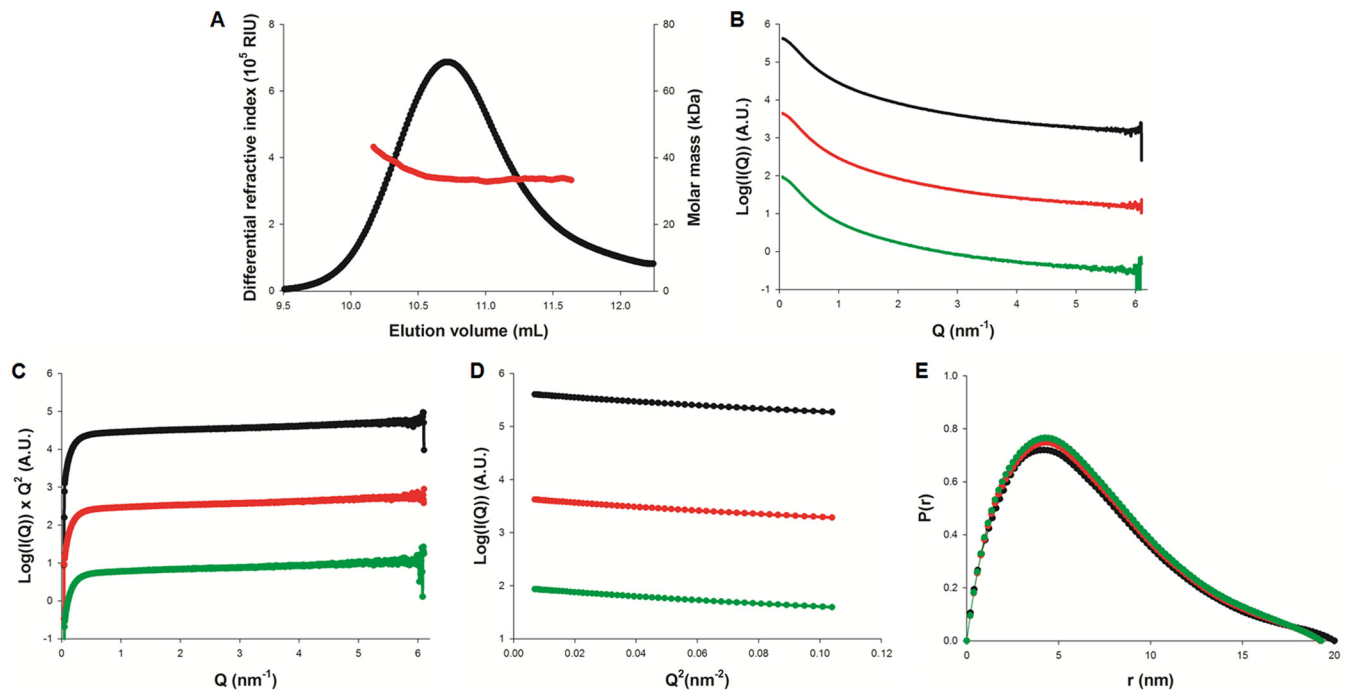 A
Differential refractive index (10⁵ RIU)
8
6
4
2
0
80
60
40
20
0
Molar mass (kDa)
9.5 10.0 10.5 11.0 11.5 12.0
Elution volume (mL)
B
Log(I(Q)) (A.U.)
6
5
4
3
2
1
0
-1
0 1 2 3 4 5 6
Q (nm⁻¹)
C
Log(I(Q)) x Q² (A.U.)
6
5
4
3
2
1
0
-1
0 1 2 3 4 5 6
Q (nm⁻¹)
D
Log(I(Q)) (A.U.)
6
5
4
3
2
1
0.00 0.02 0.04 0.06 0.08 0.10 0.12
Q²(nm⁻²)
E
P(r)
1.0
0.8
0.6
0.4
0.2
0.0
0 5 10 15 20
r (nm)